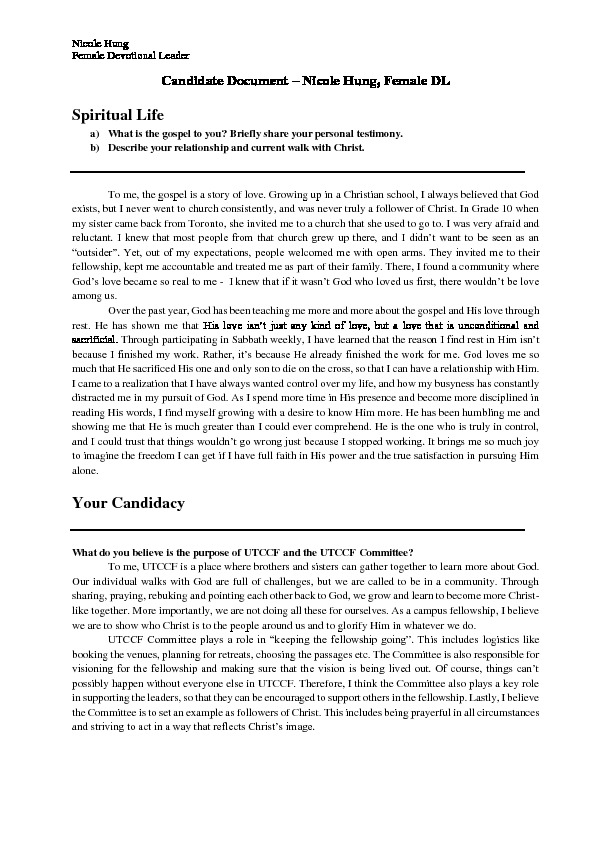 Nicole Hung
Female Devotional Leader
Candidate Document – Nicole Hung, Female DL
Spiritual Life
a) What is the gospel to you? Briefly share your personal testimony.
b) Describe your relationship and current walk with Christ.
To me, the gospel is a story of love. Growing up in a Christian school, I always believed that God
exists, but I never went to church consistently, and was never truly a follower of Christ. In Grade 10 when
my sister came back from Toronto, she invited me to a church that she used to go to. I was very afraid and
reluctant. I knew that most people from that church grew up there, and I didn't want to be seen as an
“outsider”. Yet, out of my expectations, people welcomed me with open arms. They invited me to their
fellowship, kept me accountable and treated me as part of their family. There, I found a community where
God's love became so real to me - I knew that if it wasn't God who loved us first, there wouldn't be love
among us.
Over the past year, God has been teaching me more and more about the gospel and His love through
rest. He has shown me that His love isn't just any kind of love, but a love that is unconditional and
sacrificial. Through participating in Sabbath weekly, I have learned that the reason I find rest in Him isn't
because I finished my work. Rather, it's because He already finished the work for me. God loves me so
much that He sacrificed His one and only son to die on the cross, so that I can have a relationship with Him.
I came to a realization that I have always wanted control over my life, and how my busyness has constantly
distracted me in my pursuit of God. As I spend more time in His presence and become more disciplined in
reading His words, I find myself growing with a desire to know Him more. He has been humbling me and
showing me that He is much greater than I could ever comprehend. He is the one who is truly in control,
and I could trust that things wouldn't go wrong just because I stopped working. It brings me so much joy
to imagine the freedom I can get if I have full faith in His power and the true satisfaction in pursuing Him
alone.
Your Candidacy
What do you believe is the purpose of UTCCF and the UTCCF Committee?
To me, UTCCF is a place where brothers and sisters can gather together to learn more about God.
Our individual walks with God are full of challenges, but we are called to be in a community. Through
sharing, praying, rebuking and pointing each other back to God, we grow and learn to become more Christ-
like together. More importantly, we are not doing all these for ourselves. As a campus fellowship, I believe
we are to show who Christ is to the people around us and to glorify Him in whatever we do.
UTCCF Committee plays a role in “keeping the fellowship going”. This includes logistics like
booking the venues, planning for retreats, choosing the passages etc. The Committee is also responsible for
visioning for the fellowship and making sure that the vision is being lived out. Of course, things can't
possibly happen without everyone else in UTCCF. Therefore, I think the Committee also plays a key role
in supporting the leaders, so that they can be encouraged to support others in the fellowship. Lastly, I believe
the Committee is to set an example as followers of Christ. This includes being prayerful in all circumstances
and striving to act in a way that reflects Christ's image.